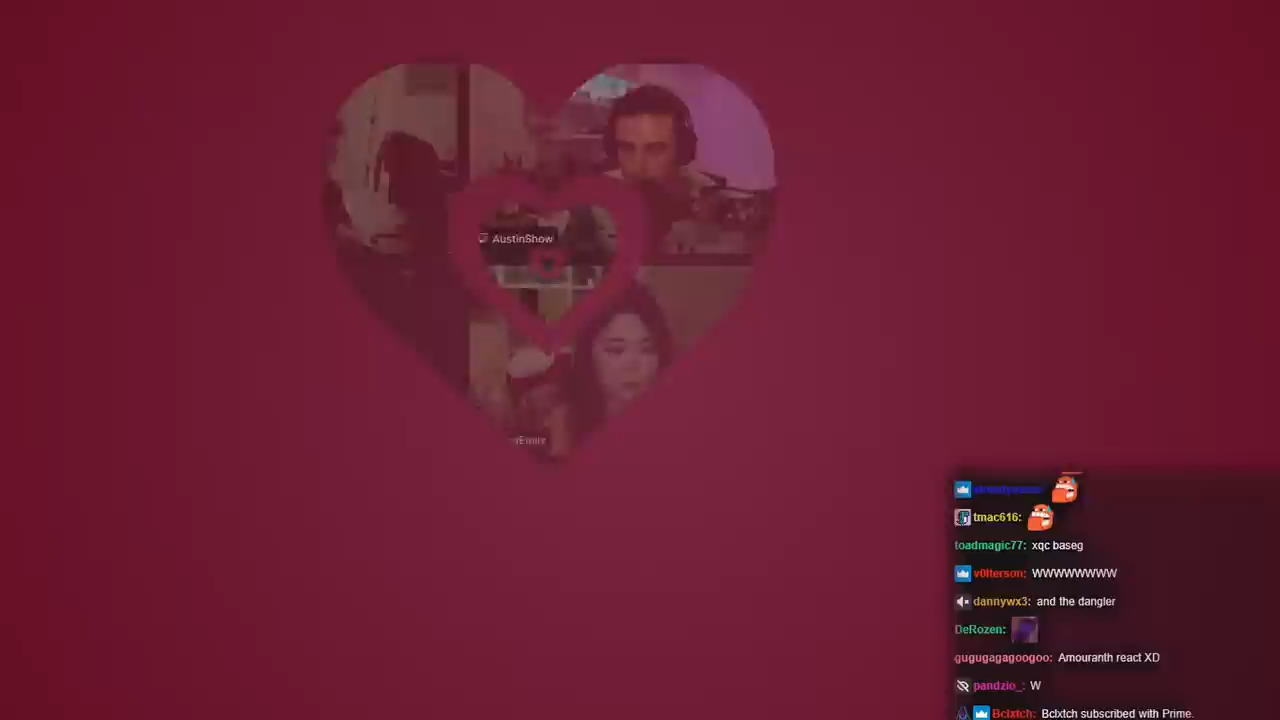 AustinShow
tmac616:
toadmagic77: xqc baseg
v0lterson: WWWWWWWW
dannywx3: and the dangler
DeRozen:
gugugagagoogoo: Amouranth react XD
pandzio_: W
Bclxtch: Bclxtch subscribed with Prime.